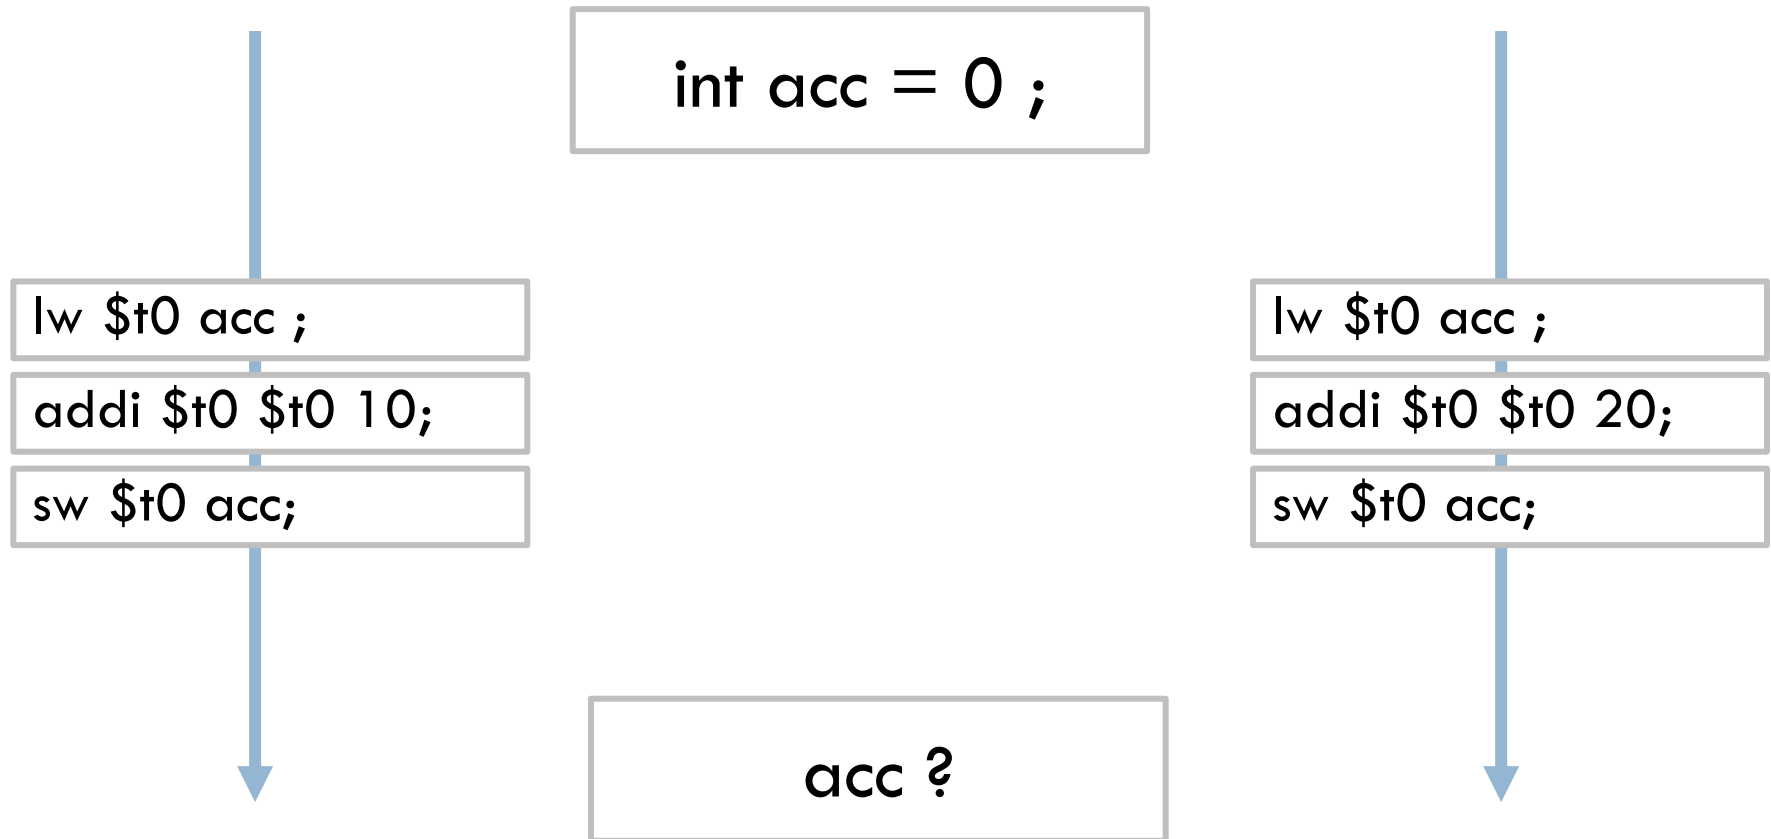 int acc = 0 ;
lw $t0 acc ;
addi $t0 $t0 10;
sw $t0 acc;
lw $t0 acc ;
addi $t0 $t0 20;
sw $t0 acc;
acc ?